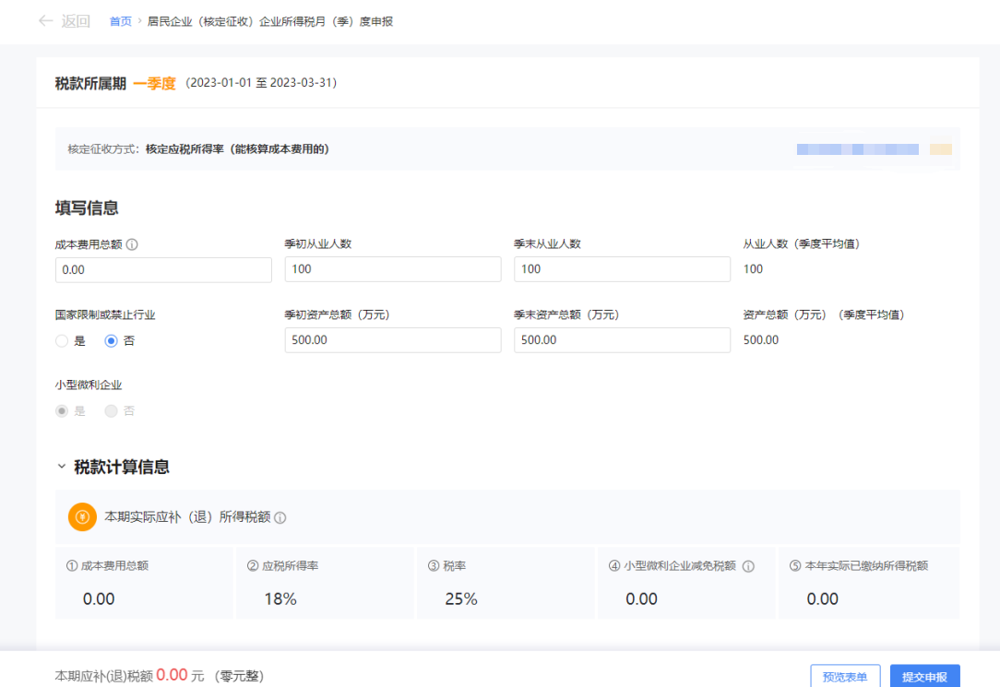 返回 首页 › 居民企业（核定征收）企业所得税月（季）度申报
税款所属期 一季度 （2023-01-01 至 2023-03-31）
核定征收方式：核定应税所得率（能核算成本费用的）
填写信息
成本费用总额 季初从业人数 季末从业人数 从业人数（季度平均值）
0.00 100 100 100
国家限制或禁止行业 季初资产总额（万元） 季末资产总额（万元） 资产总额（万元）（季度平均值）
是 否 500.00 500.00 500.00
小型微利企业
是 否
税款计算信息
本期实际应补（退）所得税额
① 成本费用总额 ② 应税所得率 ③ 税率 ④ 小型微利企业减免税额 ⑤ 本年实际已缴纳所得税额
0.00 18% 25% 0.00 0.00
本期应补(退)税额 0.00 元 （零元整） 预览表单 提交申报